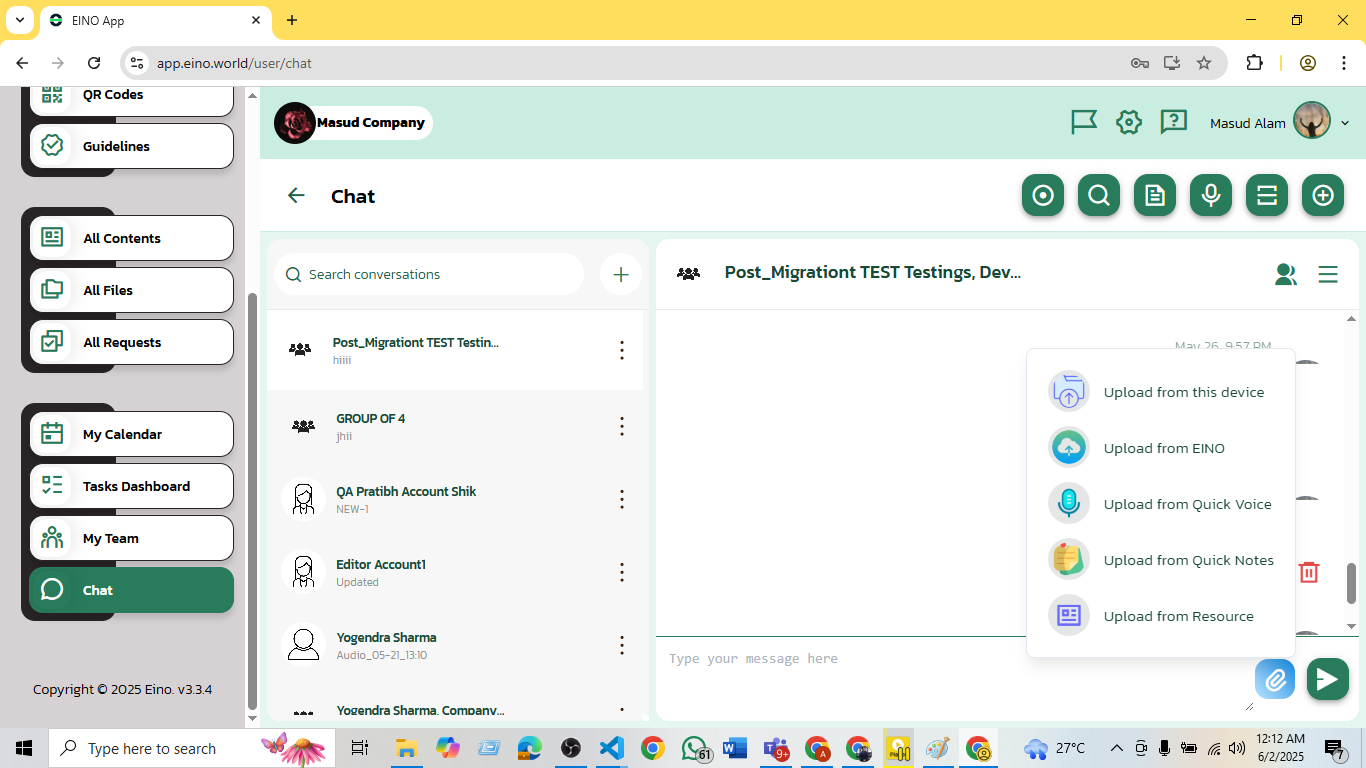 EINO App
app.eino.world/user/chat
QR Codes
Guidelines
All Contents
All Files
All Requests
My Calendar
Tasks Dashboard
My Team
Chat
Copyright © 2025 Eino. v3.3.4
Masud Company
Masud Alam
Chat
Search conversations
Post_Migrationt TEST Testin...
hiiii
GROUP OF 4
jhii
QA Pratibh Account Shik
NEW-1
Editor Account1
Updated
Yogendra Sharma
Audio_05-21_13:10
Yogendra Sharma, Company...
Post_Migrationt TEST Testings, Dev...
May 26, 9:57 PM
Upload from this device
Upload from EINO
Upload from Quick Voice
Upload from Quick Notes
Upload from Resource
Type your message here
Type here to search
61
9+
27°C
12:12 AM
6/2/2025
7